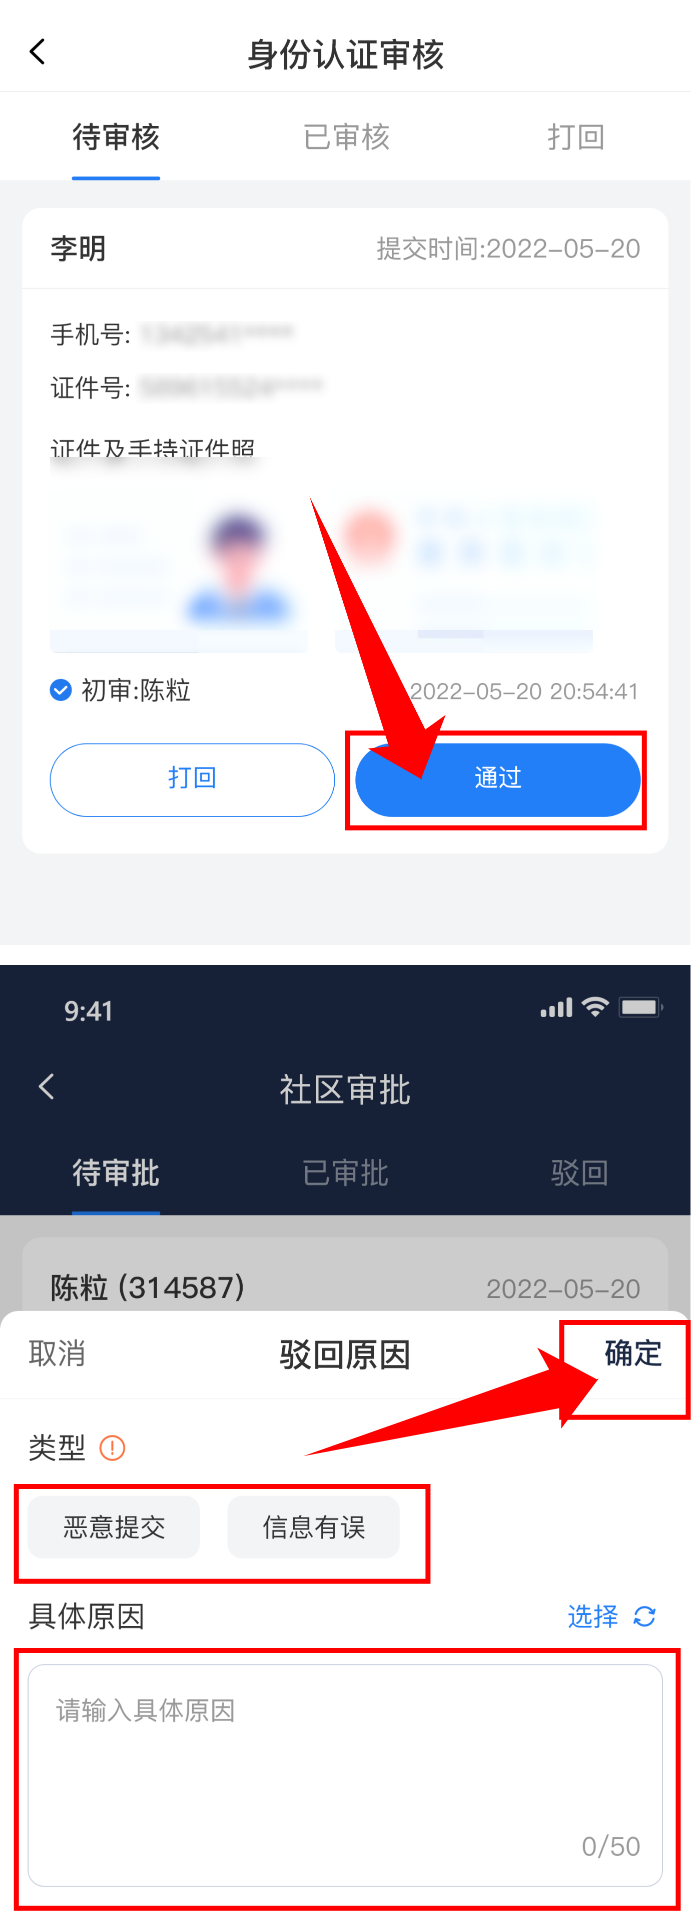 身份认证审核
待审核 已审核 打回
李明 提交时间:2022-05-20
手机号:
证件号:
证件及手持证件照
初审:陈粒 2022-05-20 20:54:41
打回 通过
9:41
社区审批
待审批 已审批 驳回
陈粒 (314587) 2022-05-20
取消 驳回原因 确定
类型
恶意提交 信息有误
具体原因 选择
请输入具体原因
0/50